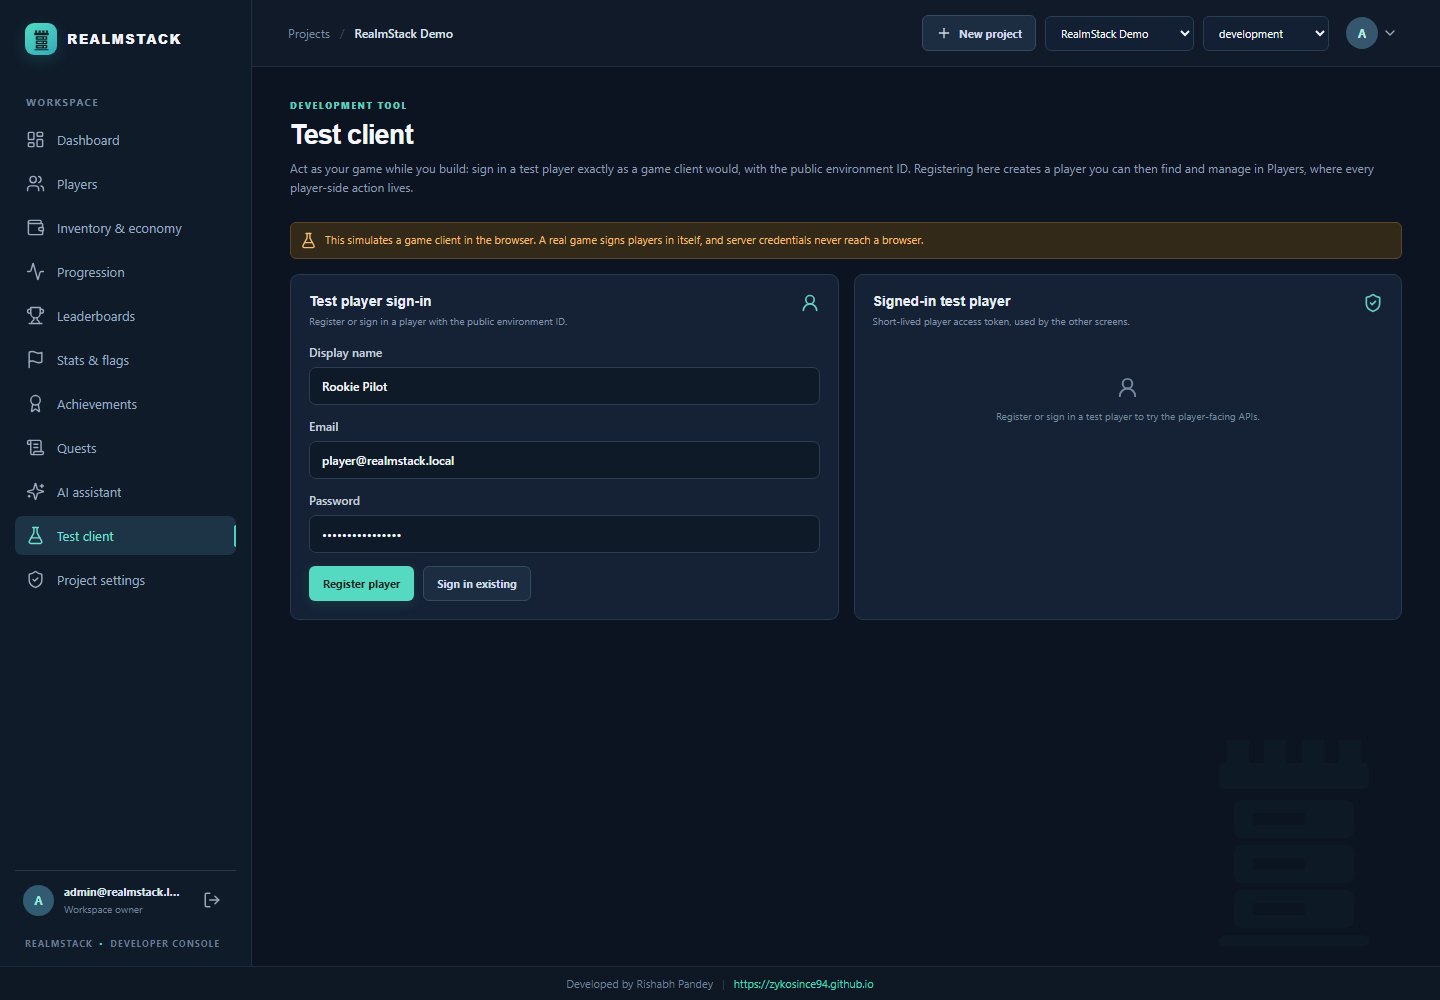 REALMSTACK
WORKSPACE
Dashboard
Players
Inventory & economy
Progression
Leaderboards
Stats & flags
Achievements
Quests
AI assistant
Test client
Project settings
A
admin@realmstack.l...
Workspace owner
REALMSTACK • DEVELOPER CONSOLE
Projects / RealmStack Demo
New project
RealmStack Demo
development
A
DEVELOPMENT TOOL
Test client
Act as your game while you build: sign in a test player exactly as a game client would, with the public environment ID. Registering here creates a player you can then find and manage in Players, where every
player-side action lives.
This simulates a game client in the browser. A real game signs players in itself, and server credentials never reach a browser.
Test player sign-in
Register or sign in a player with the public environment ID.
Display name
Rookie Pilot
Email
player@realmstack.local
Password
••••••••••••••••
Register player
Sign in existing
Signed-in test player
Short-lived player access token, used by the other screens.
Register or sign in a test player to try the player-facing APIs.
Developed by Rishabh Pandey | https://zykosince94.github.io